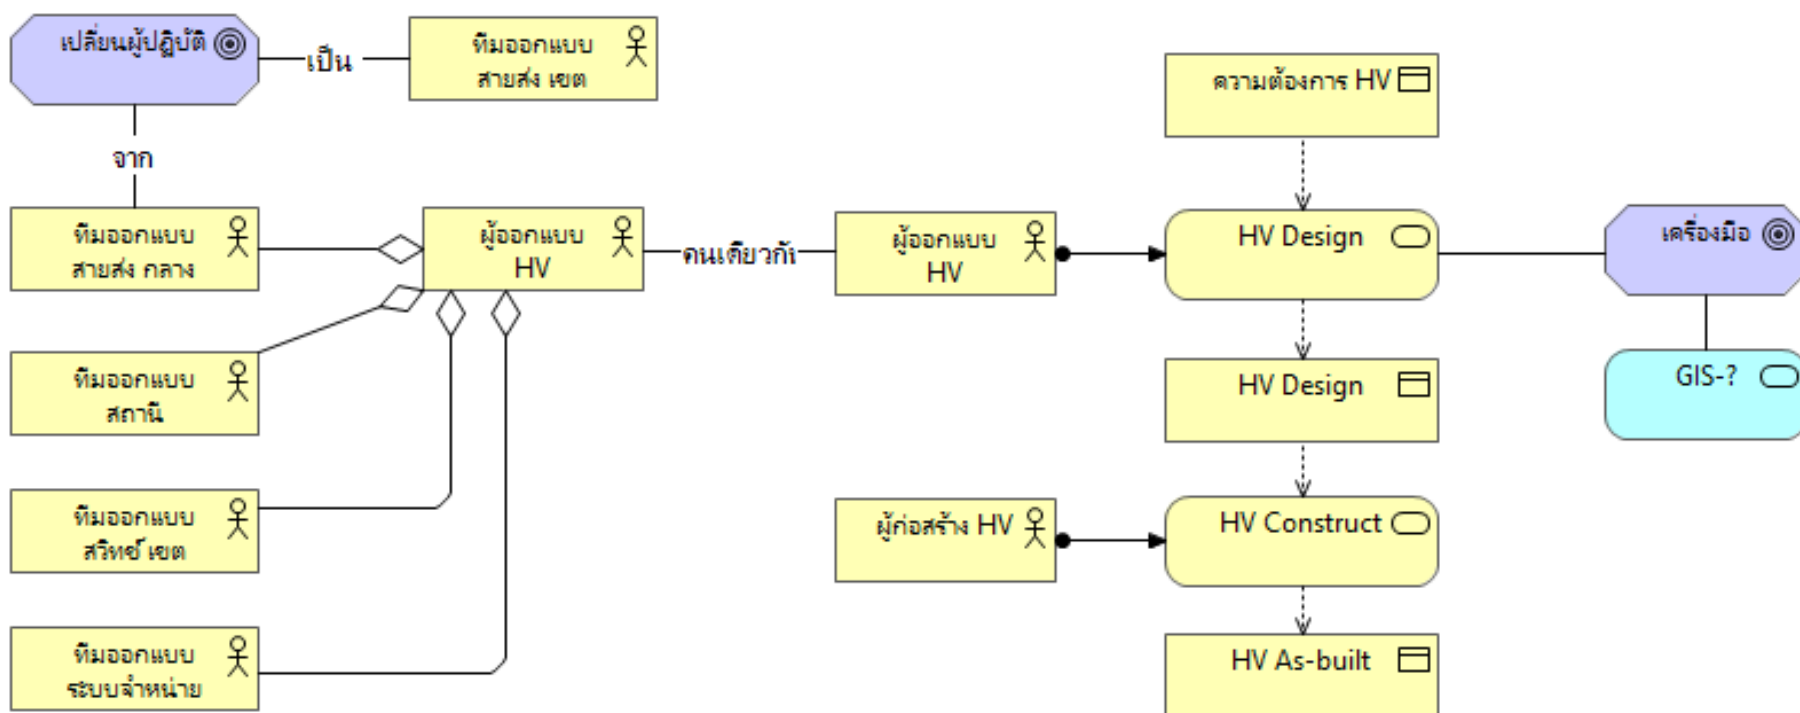 เปลี่ยนผู้ปฏิบัติ
เป็น
ทีมออกแบบ
สายส่ง เขต
จาก
ทีมออกแบบ
สายส่ง กลาง
ผู้ออกแบบ
HV
คนเดียวกัน
ผู้ออกแบบ
HV
ความต้องการ HV
HV Design
เครื่องมือ
GIS-?
ทีมออกแบบ
สถานี
HV Design
ทีมออกแบบ
สวิทซ์ เขต
ผู้ก่อสร้าง HV
HV Construct
ทีมออกแบบ
ระบบจำหน่าย
HV As-built